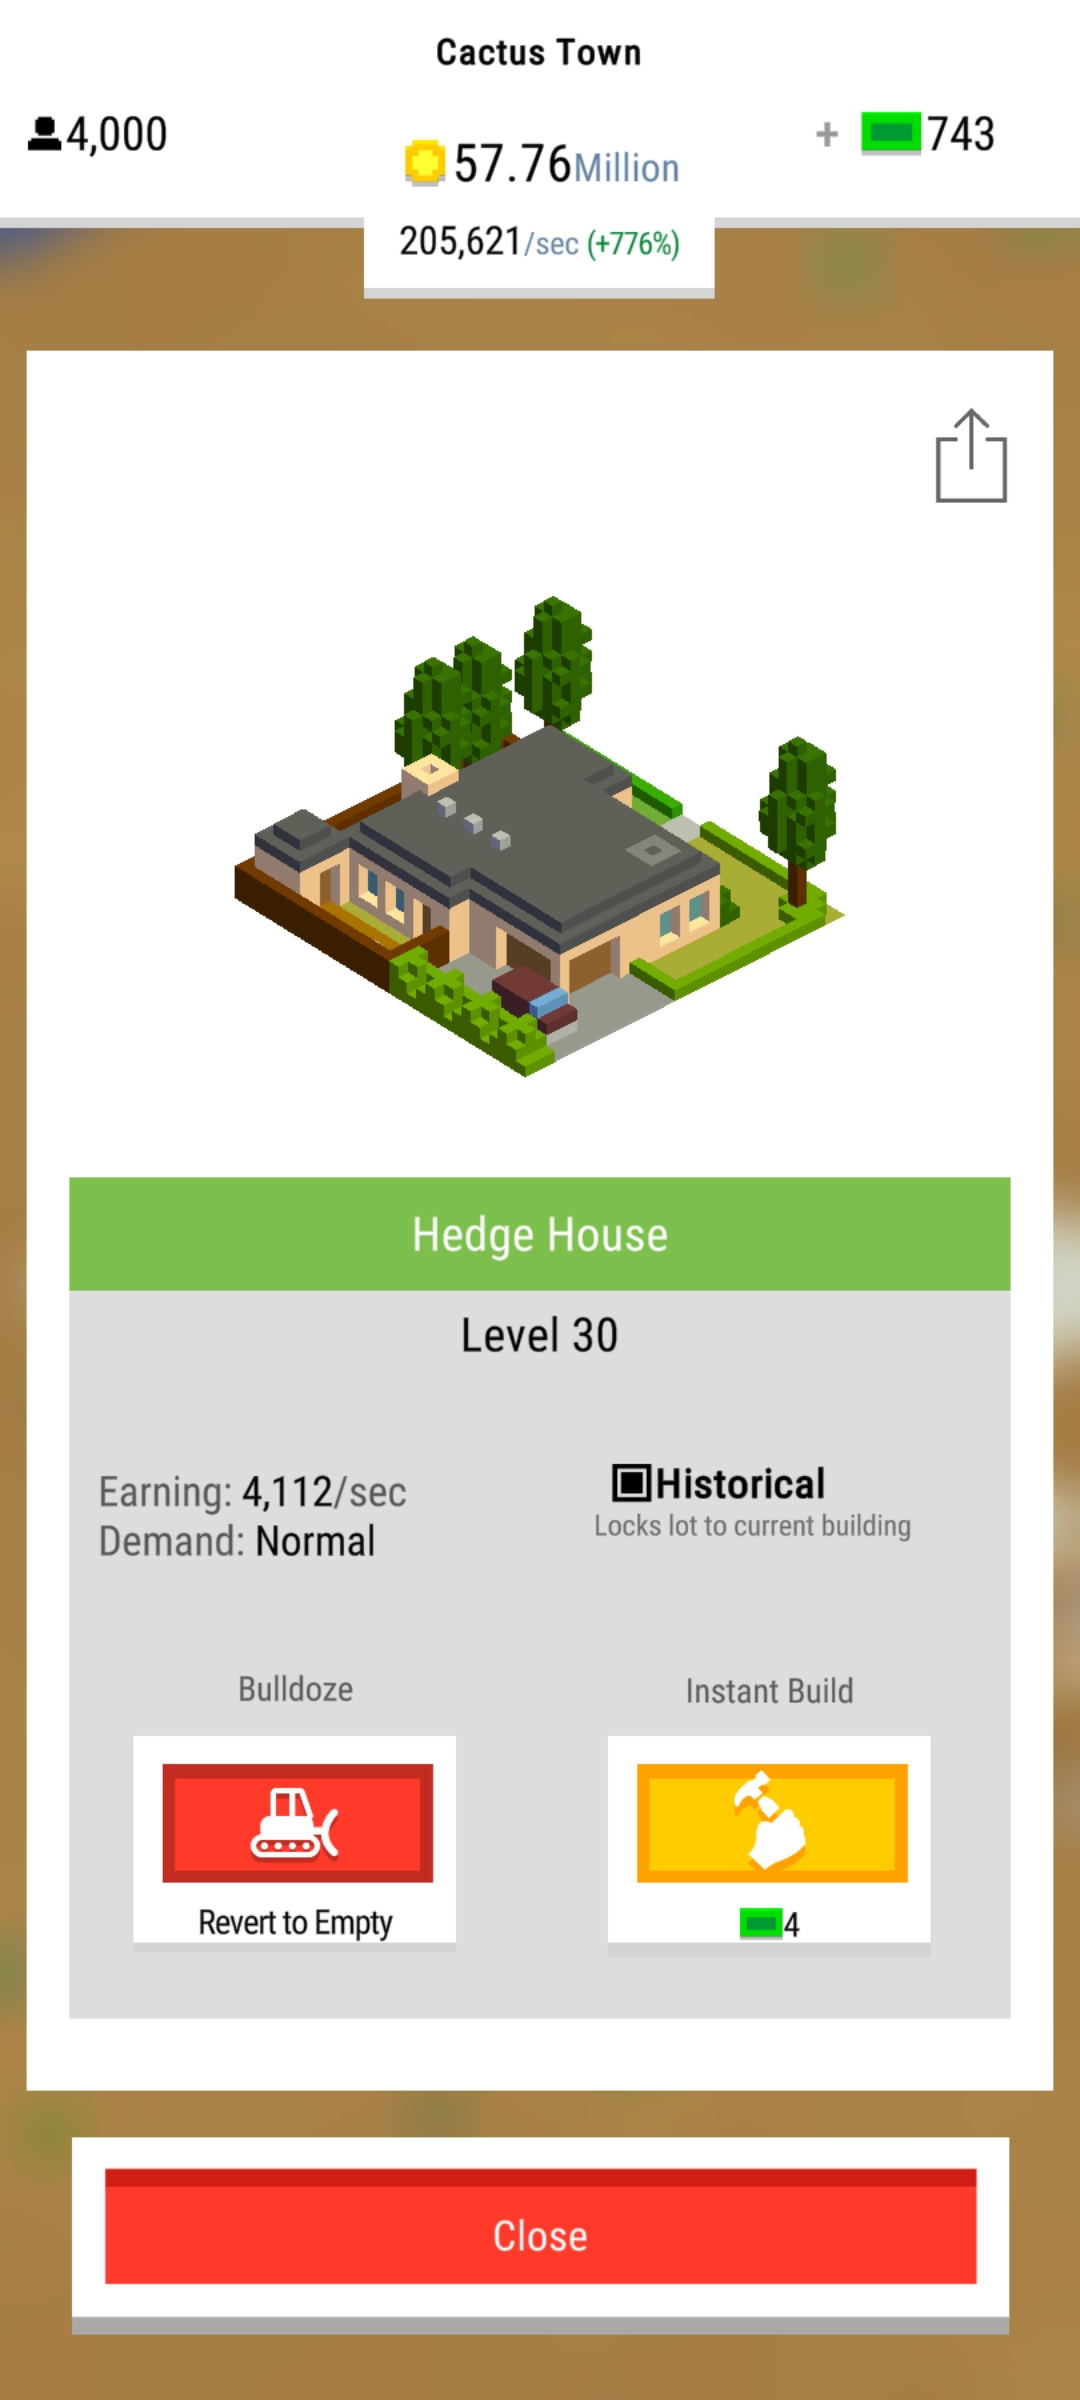 Cactus Town
4,000
57.76Million
+ 743
205,621/sec (+776%)
Hedge House
Level 30
Earning: 4,112/sec
Demand: Normal
Historical
Locks lot to current building
Bulldoze
Revert to Empty
Instant Build
4
Close